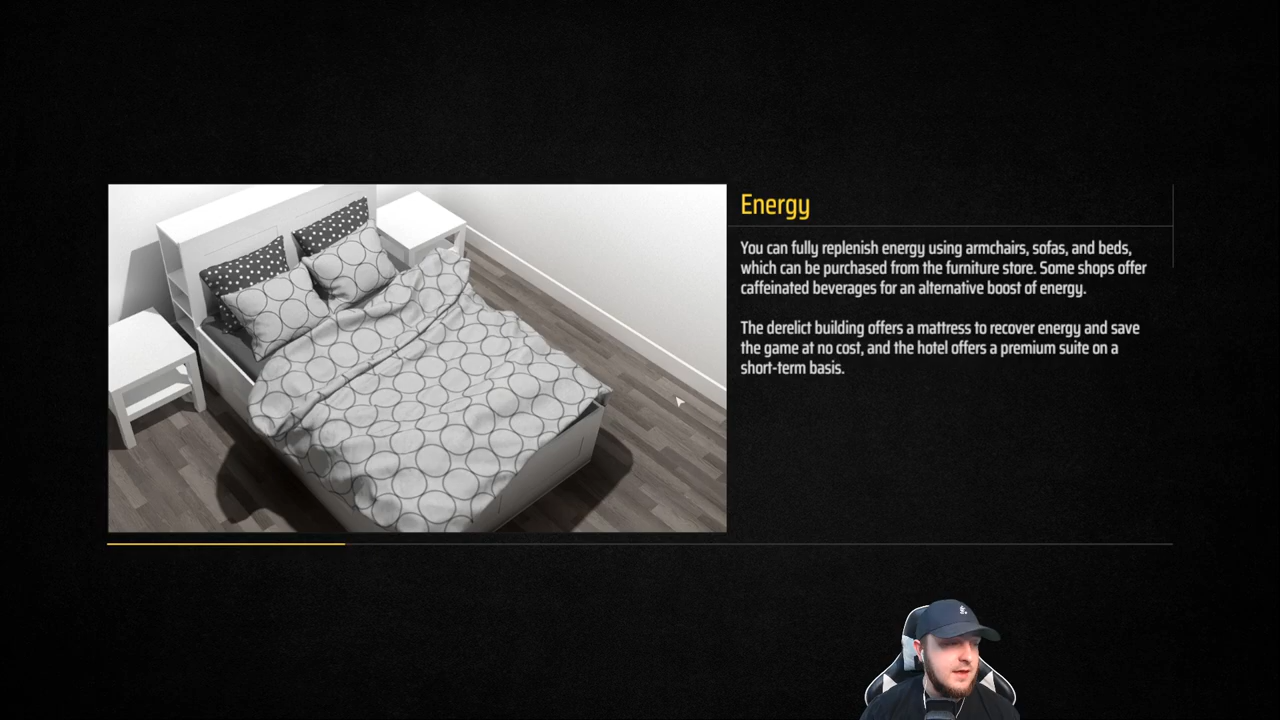 Energy
You can fully replenish energy using armchairs, sofas, and beds,
which can be purchased from the furniture store. Some shops offer
caffeinated beverages for an alternative boost of energy.
The derelict building offers a mattress to recover energy and save
the game at no cost, and the hotel offers a premium suite on a
short-term basis.